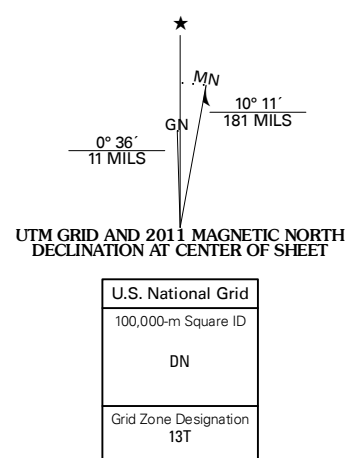 ★
MN
GN
10° 11´
181 MILS
0° 36´
11 MILS
UTM GRID AND 2011 MAGNETIC NORTH
DECLINATION AT CENTER OF SHEET
U.S. National Grid
100,000-m Square ID
DN
Grid Zone Designation
13T